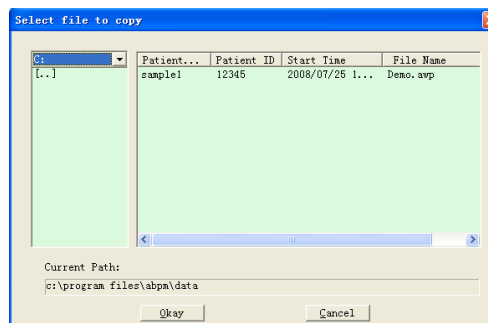 Select file to copy
C:
[..]
Patient... Patient ID Start Time File Name
sample1 12345 2008/07/25 1... Demo.awp
Current Path:
c:\program files\abpm\data
Okay Cancel